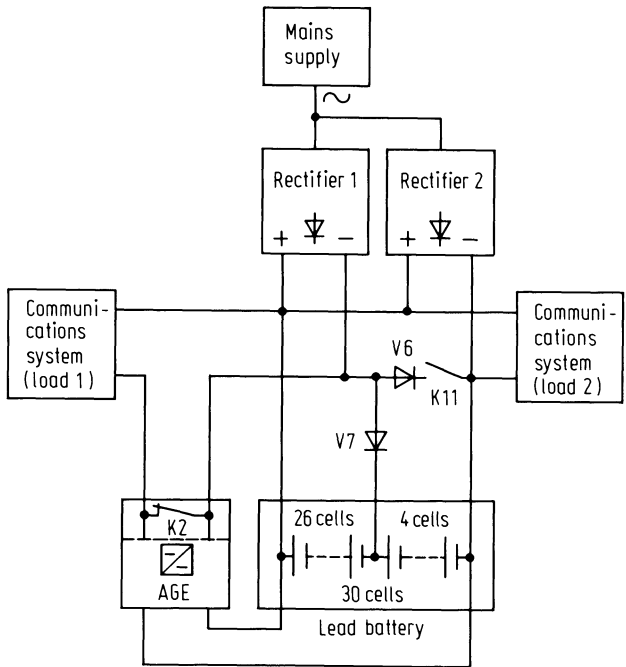 Mains
supply
Rectifier 1
Rectifier 2
+ −
+ −
Communi-
cations
system
(load 1)
Communi-
cations
system
(load 2)
V6
K11
V7
K2
AGE
26 cells
4 cells
30 cells
Lead battery